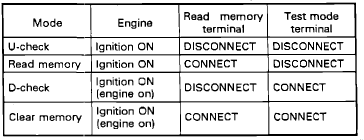 Mode Engine Read memory terminal Test mode terminal
U-check Ignition ON DISCONNECT DISCONNECT
Read memory Ignition ON CONNECT DISCONNECT
D-check Ignition ON (engine on) DISCONNECT CONNECT
Clear memory Ignition ON (engine on) CONNECT CONNECT